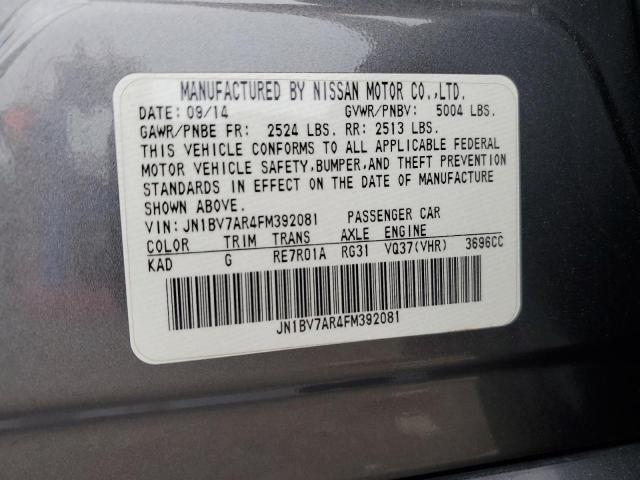 MANUFACTURED BY NISSAN MOTOR CO.,LTD.
DATE: 09/14 GVWR/PNBV: 5004 LBS.
GAWR/PNBE FR: 2524 LBS. RR: 2513 LBS.
THIS VEHICLE CONFORMS TO ALL APPLICABLE FEDERAL
MOTOR VEHICLE SAFETY,BUMPER,AND THEFT PREVENTION
STANDARDS IN EFFECT ON THE DATE OF MANUFACTURE
SHOWN ABOVE.
VIN:JN1BV7AR4FM392081 PASSENGER CAR
COLOR TRIM TRANS AXLE ENGINE
KAD G RE7R01A RG31 VQ37(VHR) 3696CC
JN1BV7AR4FM392081